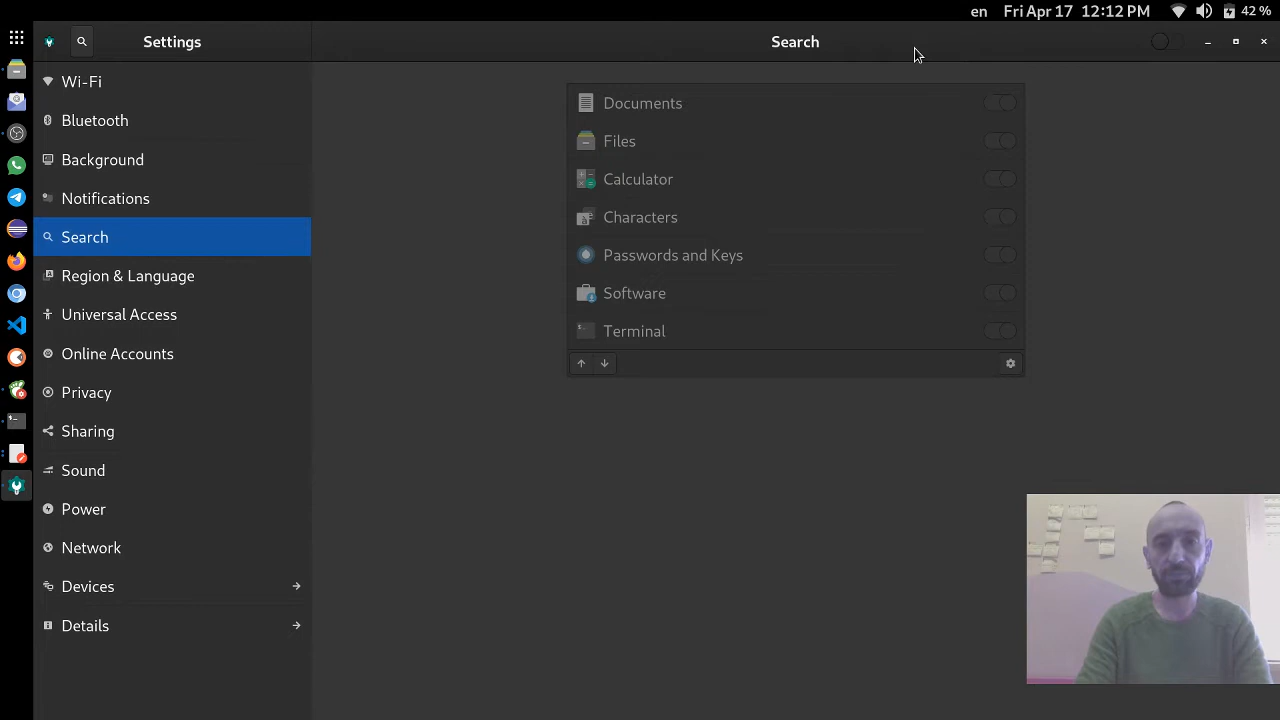 en Fri Apr 17 12:12 PM 42 %
Settings
Search
Wi-Fi
Bluetooth
Background
Notifications
Search
Region & Language
Universal Access
Online Accounts
Privacy
Sharing
Sound
Power
Network
Devices
Details
Documents
Files
Calculator
Characters
Passwords and Keys
Software
Terminal